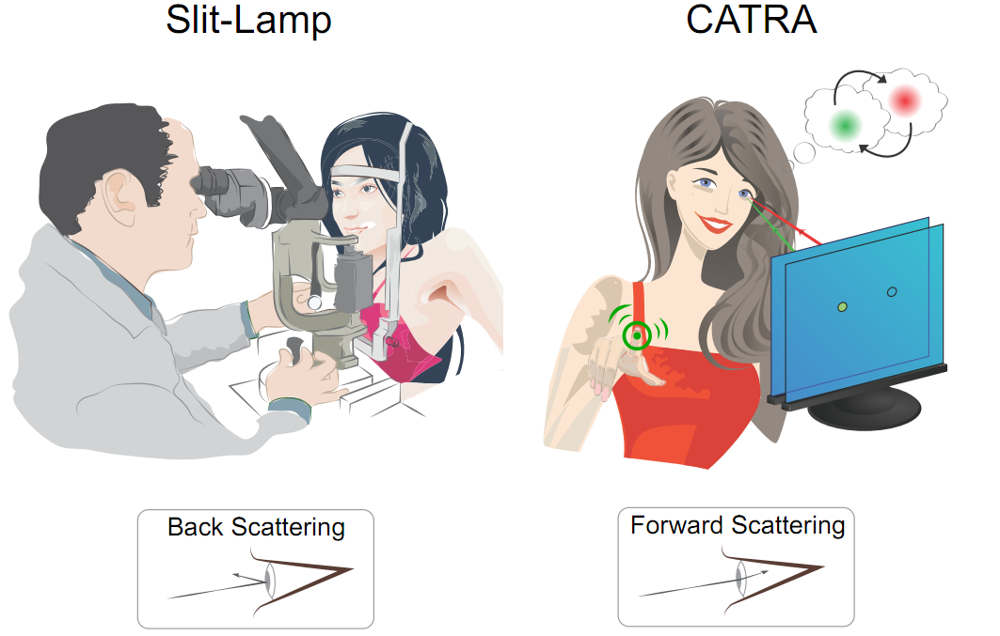 Slit-Lamp
CATRA
Back Scattering
Forward Scattering